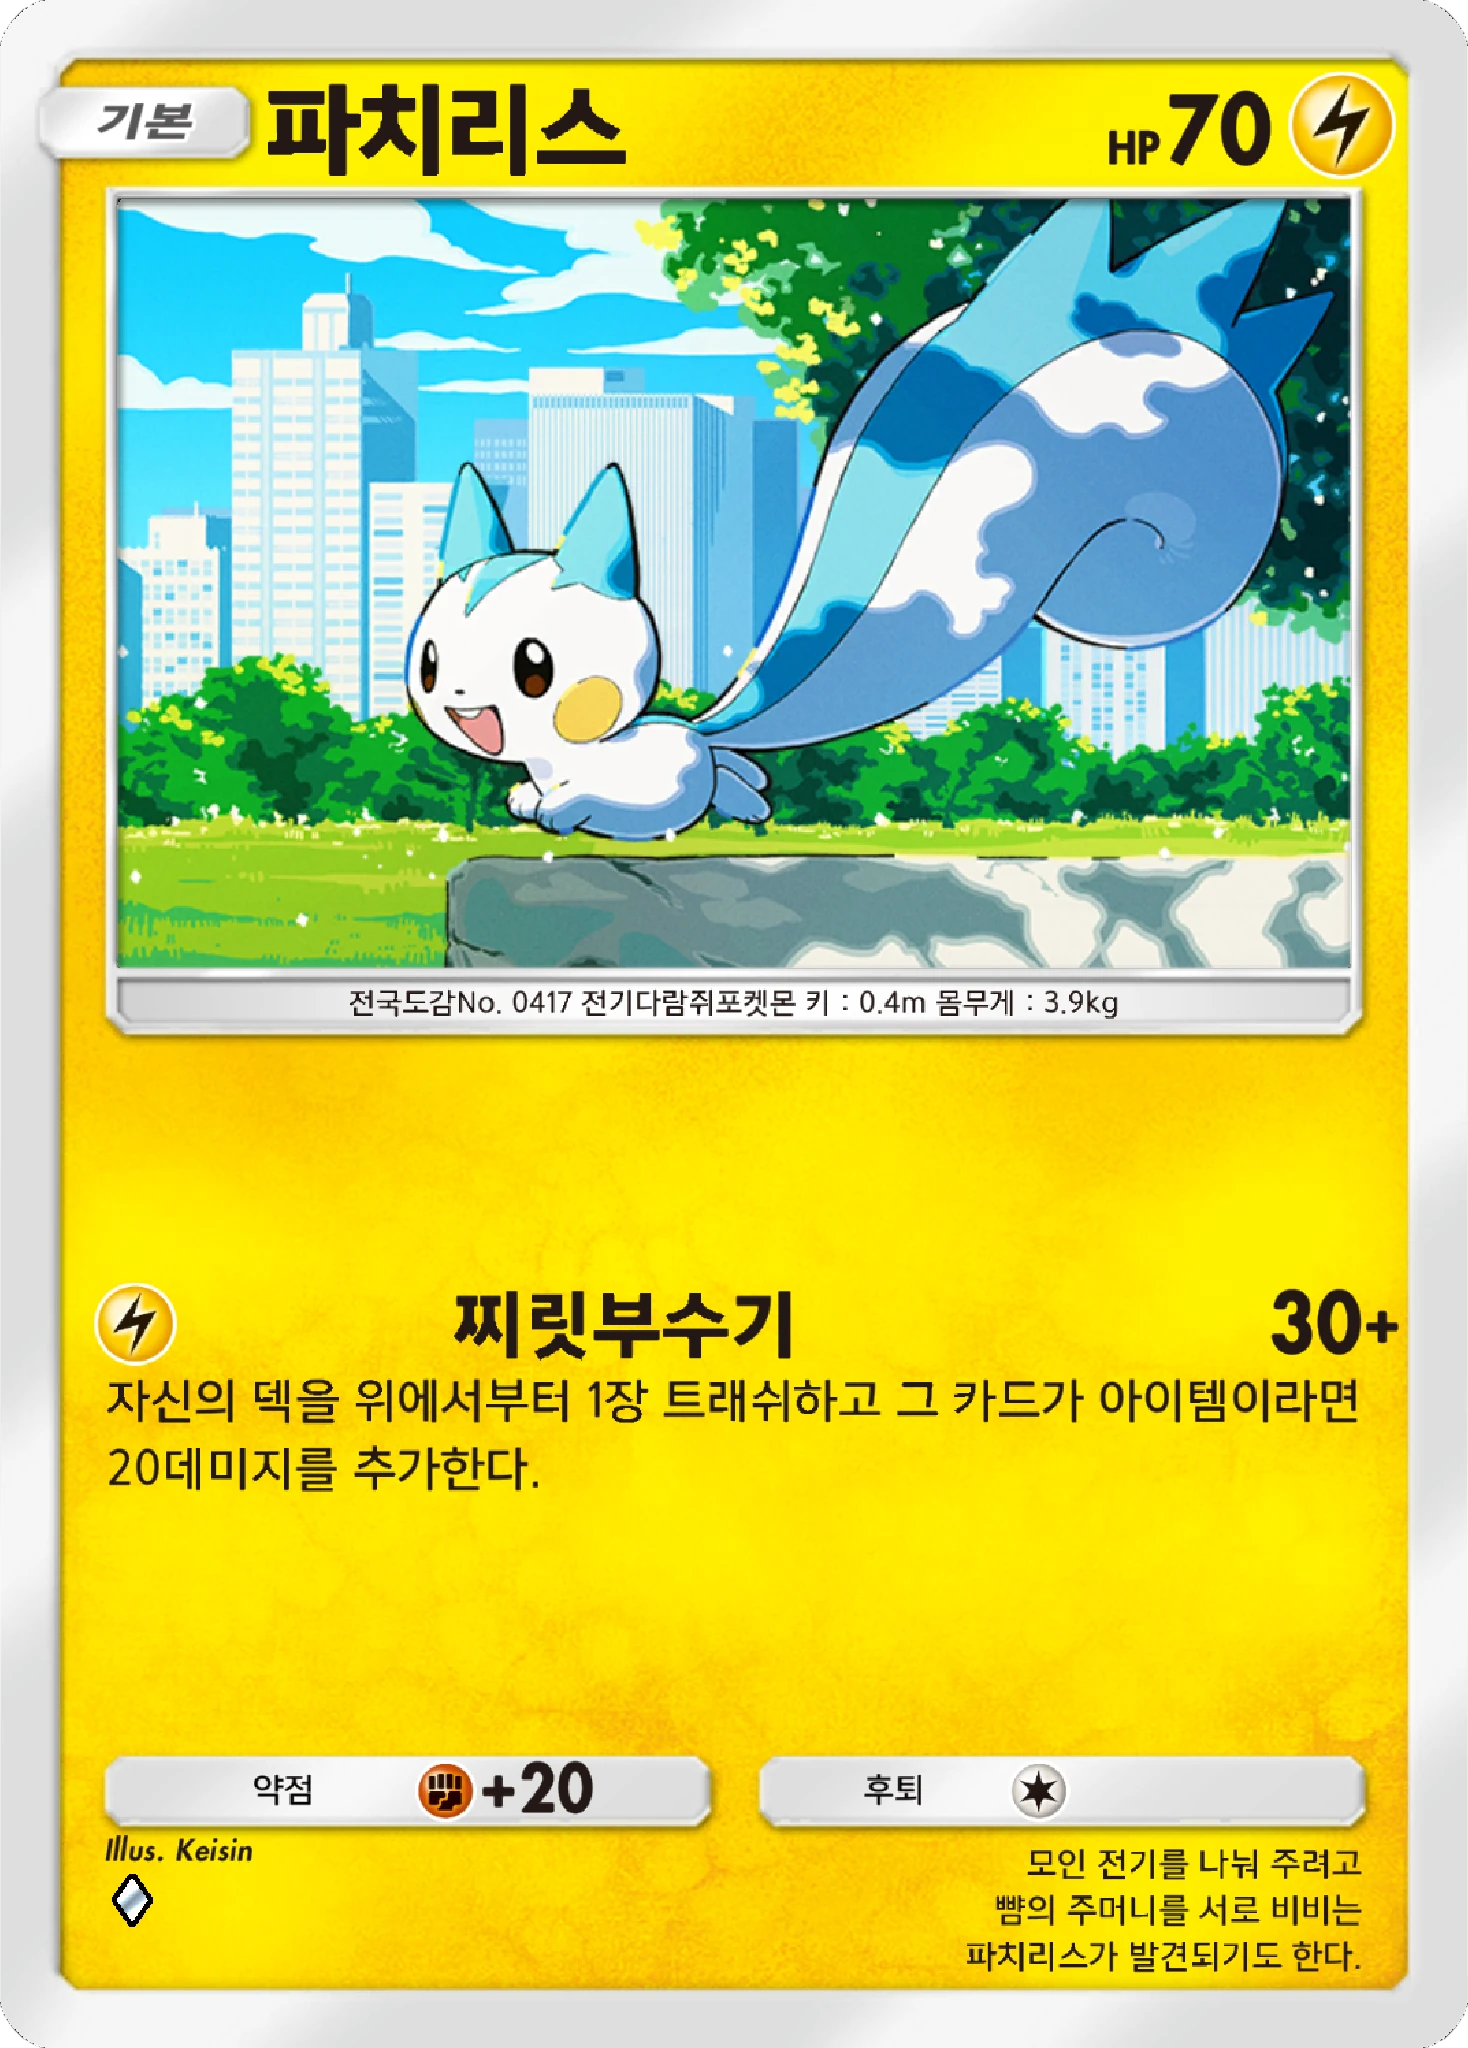 기본 파치리스 HP 70
전국도감No. 0417 전기다람쥐포켓몬 키 : 0.4m 몸무게 : 3.9kg
찌릿부수기 30+
자신의 덱을 위에서부터 1장 트래쉬하고 그 카드가 아이템이라면
20데미지를 추가한다.
약점 +20 후퇴
Illus. Keisin
모인 전기를 나눠 주려고
뺨의 주머니를 서로 비비는
파치리스가 발견되기도 한다.